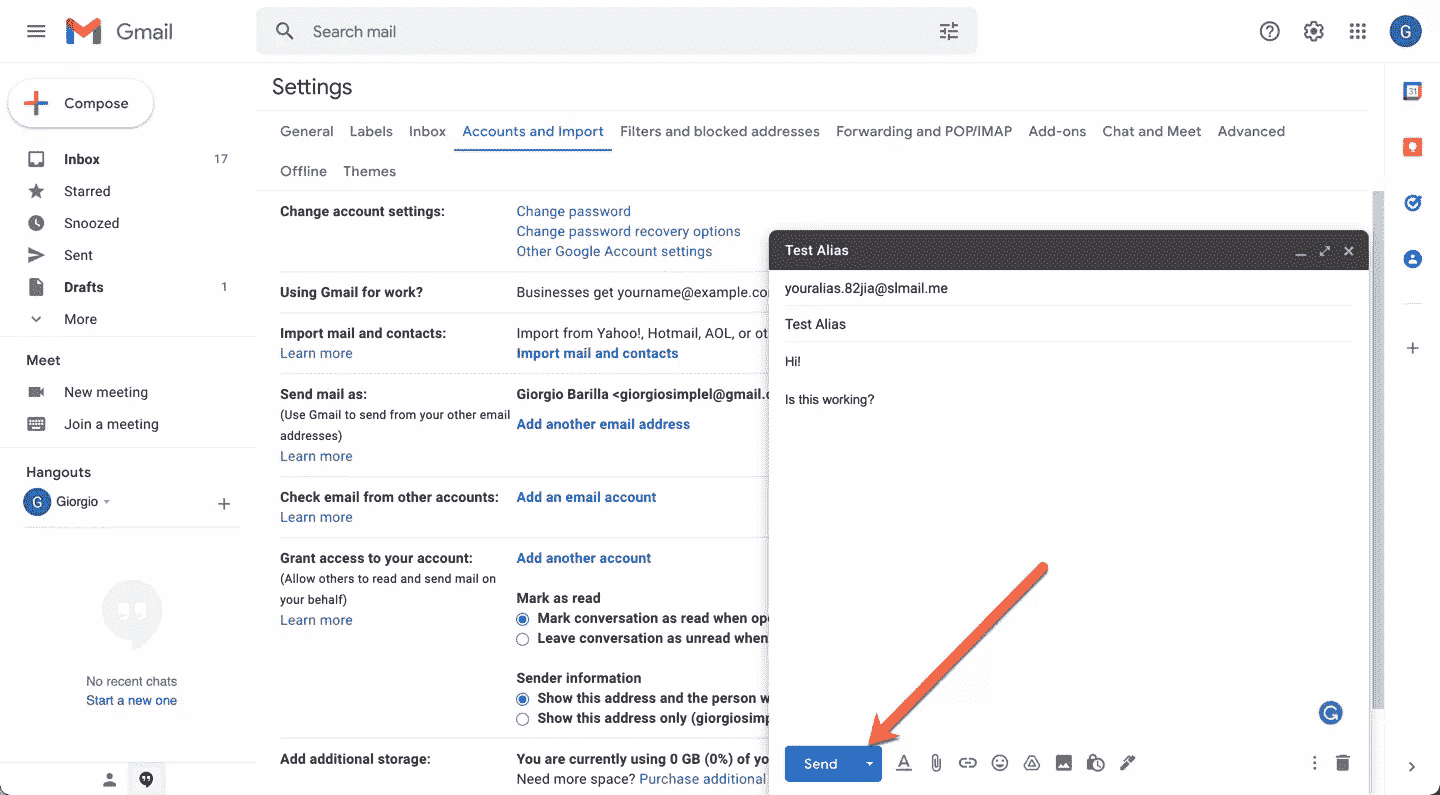 Gmail
Search mail
G
Compose
Inbox 17
Starred
Snoozed
Sent
Drafts 1
More
Meet
New meeting
Join a meeting
Hangouts
G Giorgio
No recent chats
Start a new one
Settings
General Labels Inbox Accounts and Import Filters and blocked addresses Forwarding and POP/IMAP Add-ons Chat and Meet Advanced
Offline Themes
Change account settings:
Change password
Change password recovery options
Other Google Account settings
Using Gmail for work?
Businesses get yourname@example.co
Import mail and contacts:
Learn more
Import from Yahoo!, Hotmail, AOL, or ot
Import mail and contacts
Send mail as:
(Use Gmail to send from your other email
addresses)
Learn more
Giorgio Barilla <giorgiosimplel@gmail.c
Add another email address
Check email from other accounts:
Learn more
Add an email account
Grant access to your account:
(Allow others to read and send mail on
your behalf)
Learn more
Add another account
Mark as read
Mark conversation as read when ope
Leave conversation as unread when
Sender information
Show this address and the person w
Show this address only (giorgiosimp
Add additional storage:
You are currently using 0 GB (0%) of yo
Need more space? Purchase additional
Test Alias
youralias.82jia@slmail.me
Test Alias
Hi!
Is this working?
G
Send
31